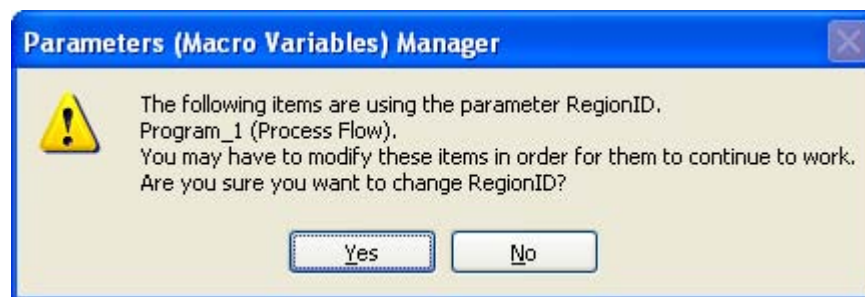 Parameters (Macro Variables) Manager
The following items are using the parameter RegionID.
Program_1 (Process Flow).
You may have to modify these items in order for them to continue to work.
Are you sure you want to change RegionID?
Yes No